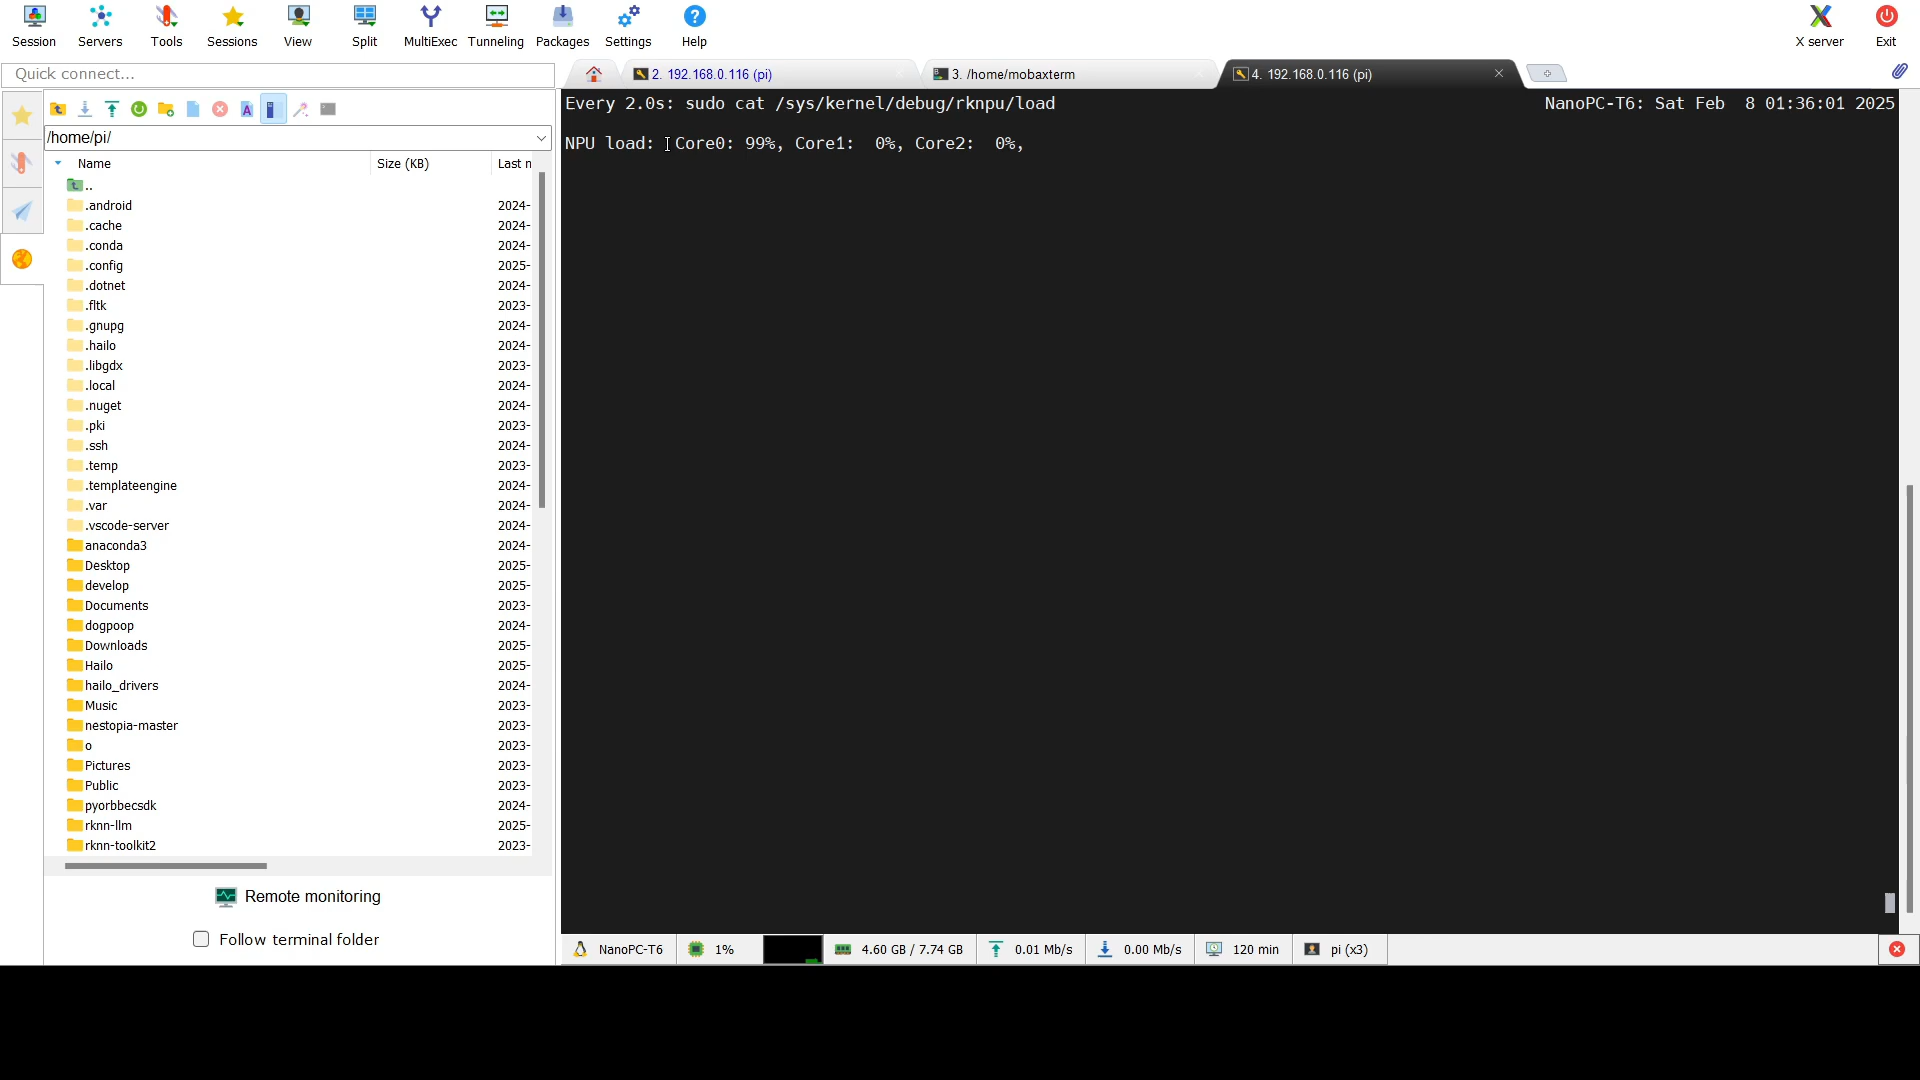 Session Servers Tools Sessions View Split MultiExec Tunneling Packages Settings Help X server Exit
Quick connect...
2. 192.168.0.116 (pi) 3. /home/mobaxterm 4. 192.168.0.116 (pi)
/home/pi/
Name Size (KB) Last n
..
.android 2024-
.cache 2024-
.conda 2024-
.config 2025-
.dotnet 2024-
.fltk 2023-
.gnupg 2024-
.hailo 2024-
.libgdx 2023-
.local 2024-
.nuget 2024-
.pki 2023-
.ssh 2024-
.temp 2023-
.templateengine 2024-
.var 2024-
.vscode-server 2024-
anaconda3 2024-
Desktop 2025-
develop 2025-
Documents 2023-
dogpoop 2024-
Downloads 2025-
Hailo 2025-
hailo_drivers 2024-
Music 2023-
nestopia-master 2023-
o 2023-
Pictures 2023-
Public 2023-
pyorbbecsdk 2024-
rknn-llm 2025-
rknn-toolkit2 2023-
Remote monitoring
Follow terminal folder
Every 2.0s: sudo cat /sys/kernel/debug/rknpu/load NanoPC-T6: Sat Feb  8 01:36:01 2025
NPU load:  Core0: 99%, Core1:  0%, Core2:  0%,
NanoPC-T6 1% 4.60 GB / 7.74 GB 0.01 Mb/s 0.00 Mb/s 120 min pi (x3)